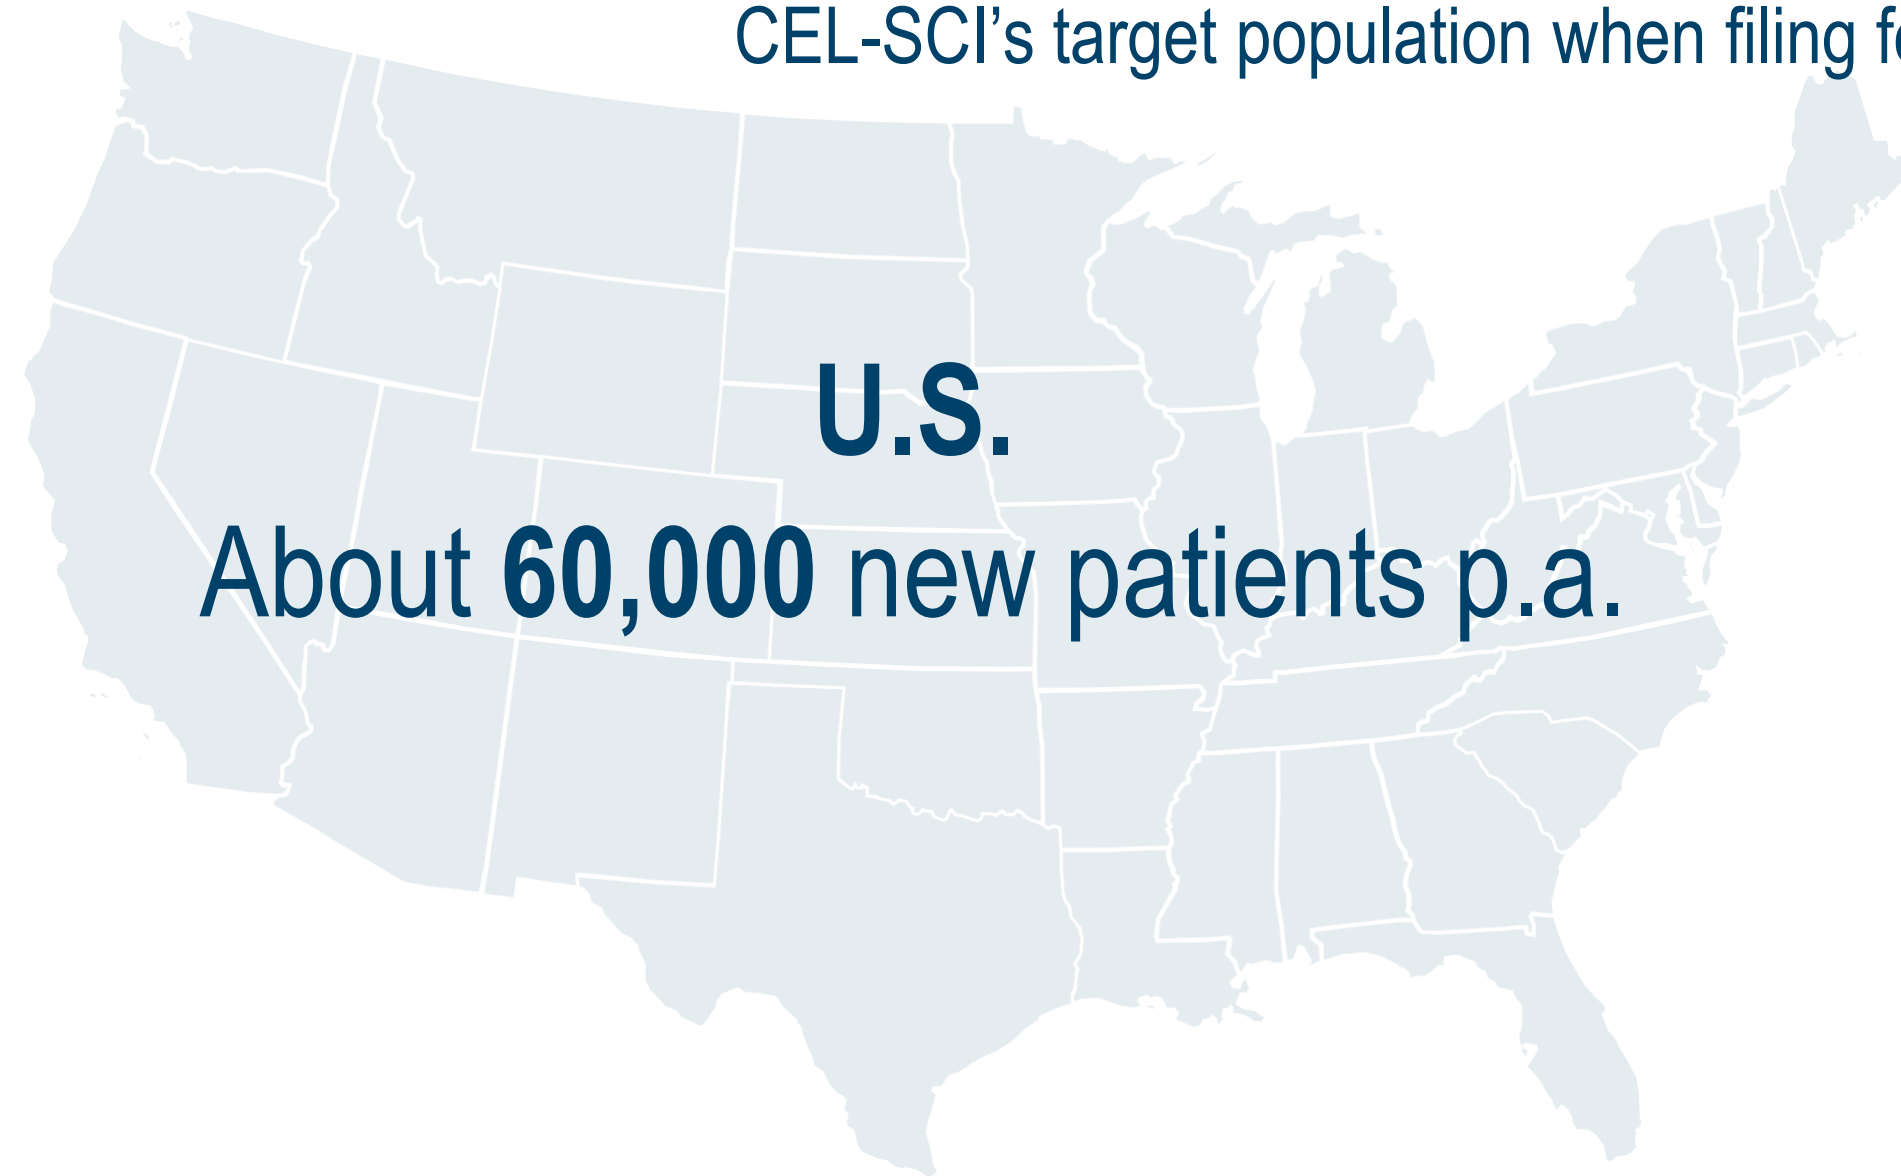 CEL-SCI’s target population when filing
U.S.
About 60,000 new patients p.a.